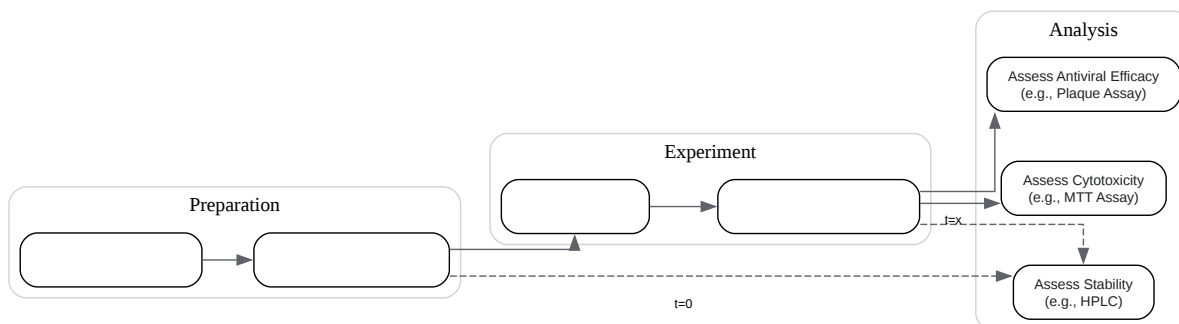 Analysis
Assess Antiviral Efficacy
(e.g., Plaque Assay)
Experiment
Assess Cytotoxicity
(e.g., MTT Assay)
Preparation
t=x
Assess Stability
(e.g., HPLC)
t=0